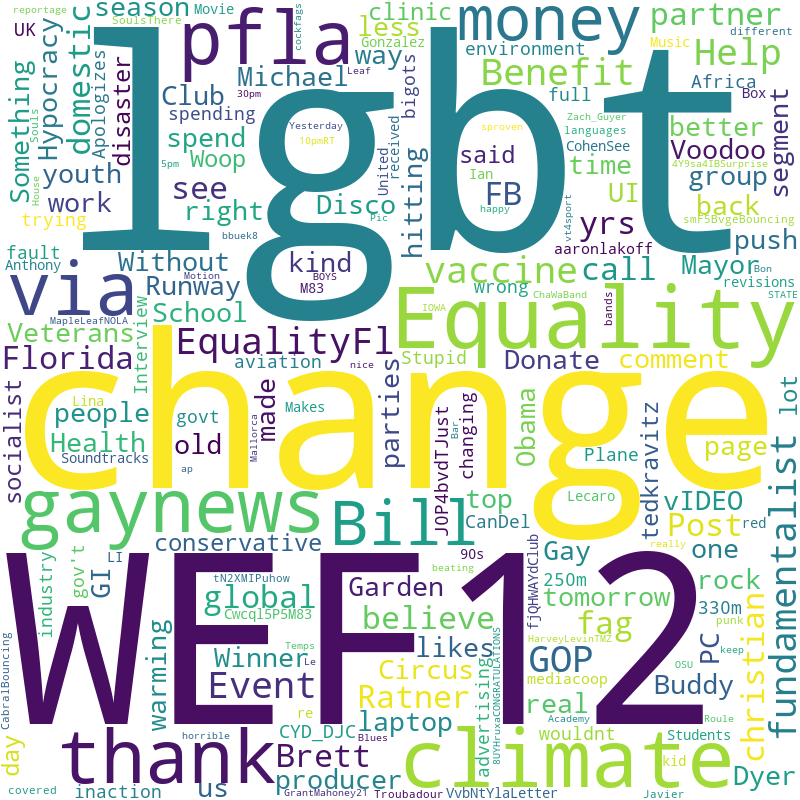 reportage
UK
Something
Souls
House
Hypocracy
domestic
season
Movie
SoulsThere
Apologizes
disaster
pfla
cockfags
lgbt
money
Michael
Club
spending
spend
Woop
youth
work
trying
see
right
Disco
30pm
Leaf
Yesterday
10pmRT
5pm
Gonzalez
clinic
less
way
United
received
bigots
hitting
environment
Benefit
full
partner
Help
Africa
Box
Music
different
Zach_Guyer
languages
CohenSee
better
Voodoo
segment
4Y9sa4IBSurprise
group
sproven
said
Ian
FB
time
UI
yrs
back
smF5BvgeBouncing
push
happy
vt4sport
aaronlakoff
Pic
bbuek8
fault
Anthony
via
Without
Runway
kind
Motion
BOYS
M83
vaccine
call
wrong
ChaWaBand
Mayor
Bon
revisions
STATE
MapleLeafNOLA
Veterans
Florida
Interview
School
EqualityFl
aviation
nice
IOWA
Equality
bands
Stupid
Donate
comment
socialist
Lina
people
Health
Soundtracks
govt
old
ap
made
Makes
Mallorca
parties
change
J0P4bvdTJust
Bar
changing
Obama
Plane
Lecaro
tedkravitz
page
lot
fundamentalist
gaynews
Bill
top
CanDel
vIDEO
Post
one
red
really
conservative
industry
gov't
GI
LI
tN2XMIPuhow
global
Cwcql5P5M83
90s
beating
Garden
believe
Gay
250m
tomorrow
330m
rock
punk
fjQHWAYdClub
fag
PC
christian
WEF12
CabralBouncing
warming
Winner
Event
Temps
Le
likes
Circus
Ratner
8UYHruxaCONGRATULATIONS
HarveyLevinTMZ
GOP
mediacoop
OSU
keep
Buddy
real
advertising
Academy
Roule
Students
wouldnt
kid
day
re
laptop
CYD_DJC
Blues
Brett
producer
thank
horrible
us
climate
Dyer
covered
inaction
GrantMahoney21
Troubadour
VvbNtYlaLetter
Javier